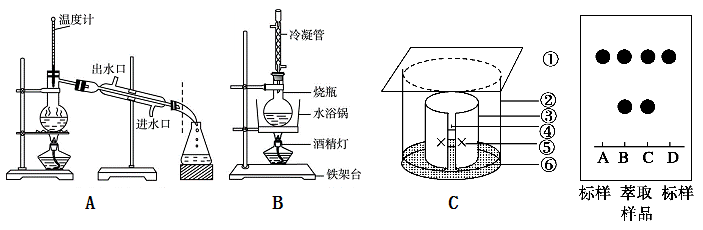 温度计
出水口
进水口
A
冷凝管
烧瓶
水浴锅
酒精灯
铁架台
B
①
②
③
④
⑤
⑥
C
A B C D
标样 萃取 标样
样品